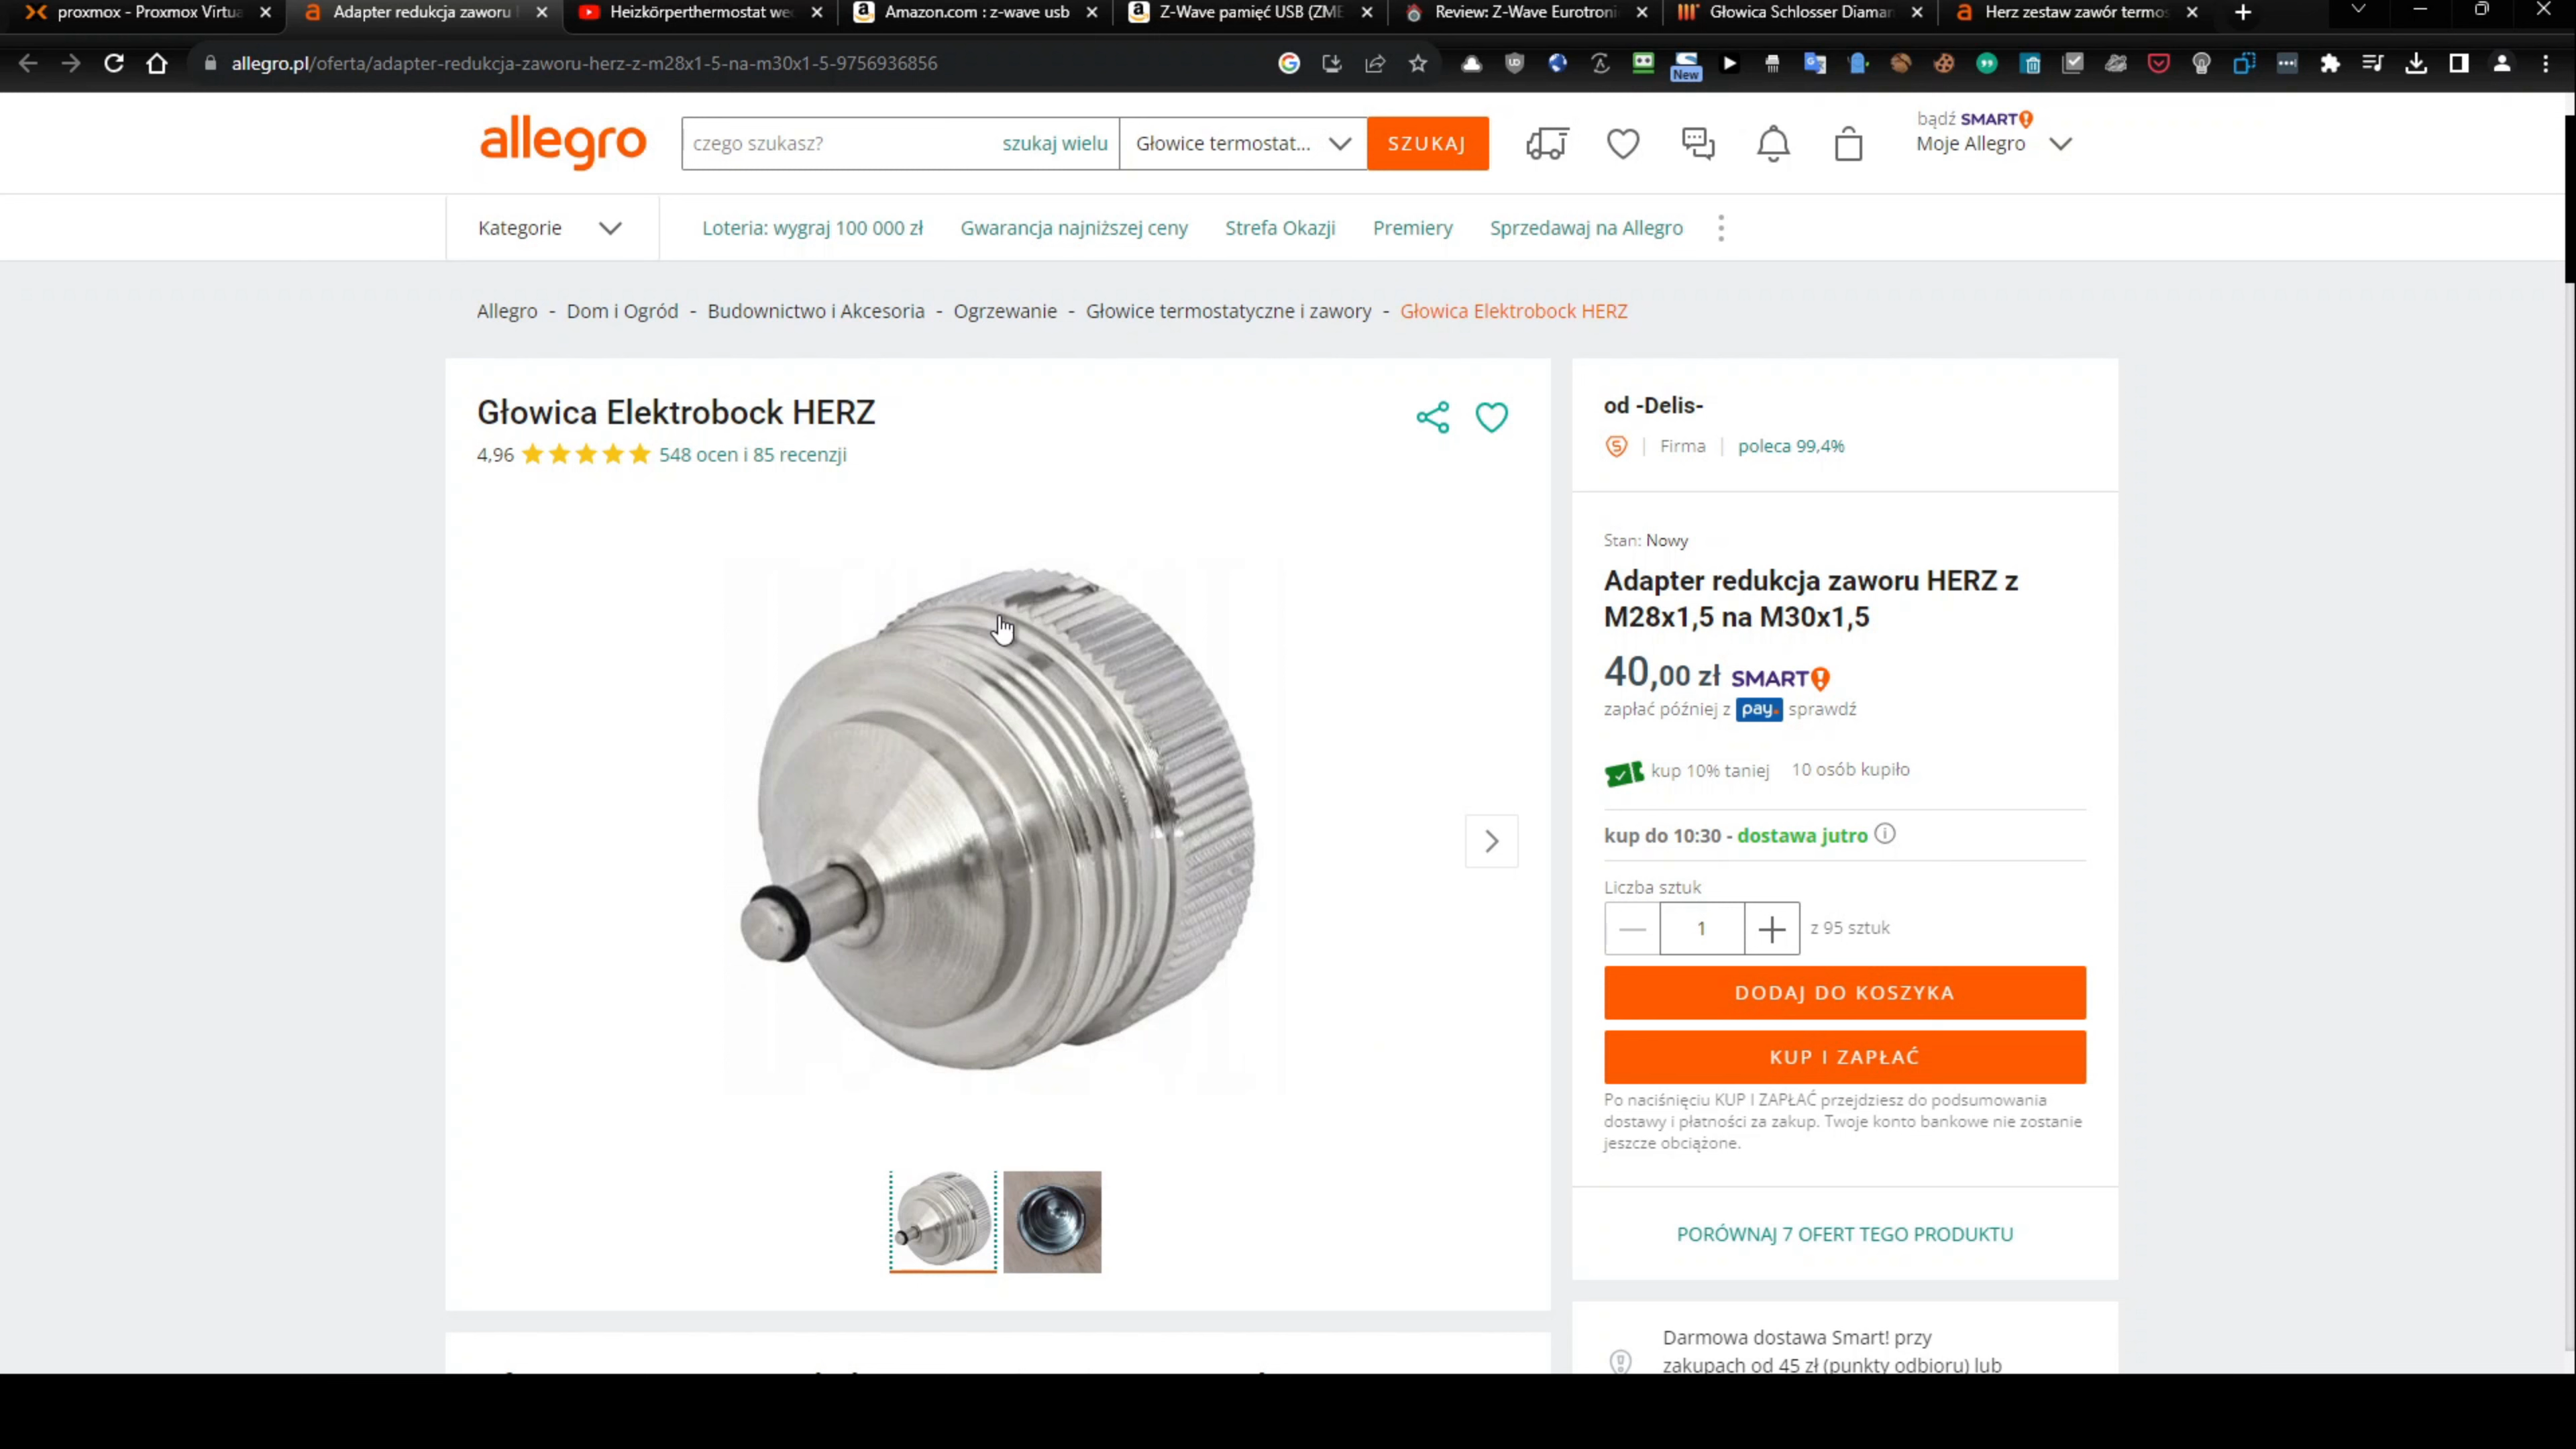 proxmox - Proxmox Virtua
Adapter redukcja zaworu
Heizkörperthermostat we
Amazon.com : z-wave usb
Z-Wave pamięć USB (ZME
Review: Z-Wave Eurotroni
Głowica Schlosser Diaman
Herz zestaw zawór termos
allegro.pl/oferta/adapter-redukcja-zaworu-herz-z-m28x1-5-na-m30x1-5-9756936856
New
allegro
czego szukasz?
szukaj wielu
Głowice termostat...
SZUKAJ
bądź SMART!
Moje Allegro
Kategorie
Loteria: wygraj 100 000 zł
Gwarancja najniższej ceny
Strefa Okazji
Premiery
Sprzedawaj na Allegro
Allegro - Dom i Ogród - Budownictwo i Akcesoria - Ogrzewanie - Głowice termostatyczne i zawory - Głowica Elektrobock HERZ
Głowica Elektrobock HERZ
4,96 548 ocen i 85 recenzji
od -Delis-
Firma | poleca 99,4%
Stan: Nowy
Adapter redukcja zaworu HERZ z
M28x1,5 na M30x1,5
40,00 zł SMART!
zapłać później z pay. sprawdź
kup 10% taniej 10 osób kupiło
kup do 10:30 - dostawa jutro
Liczba sztuk
1
z 95 sztuk
DODAJ DO KOSZYKA
KUP I ZAPŁAĆ
Po naciśnięciu KUP I ZAPŁAĆ przejdziesz do podsumowania
dostawy i płatności za zakup. Twoje konto bankowe nie zostanie
jeszcze obciążone.
PORÓWNAJ 7 OFERT TEGO PRODUKTU
Darmowa dostawa Smart! przy
zakupach od 45 zł (punkty odbioru) lub